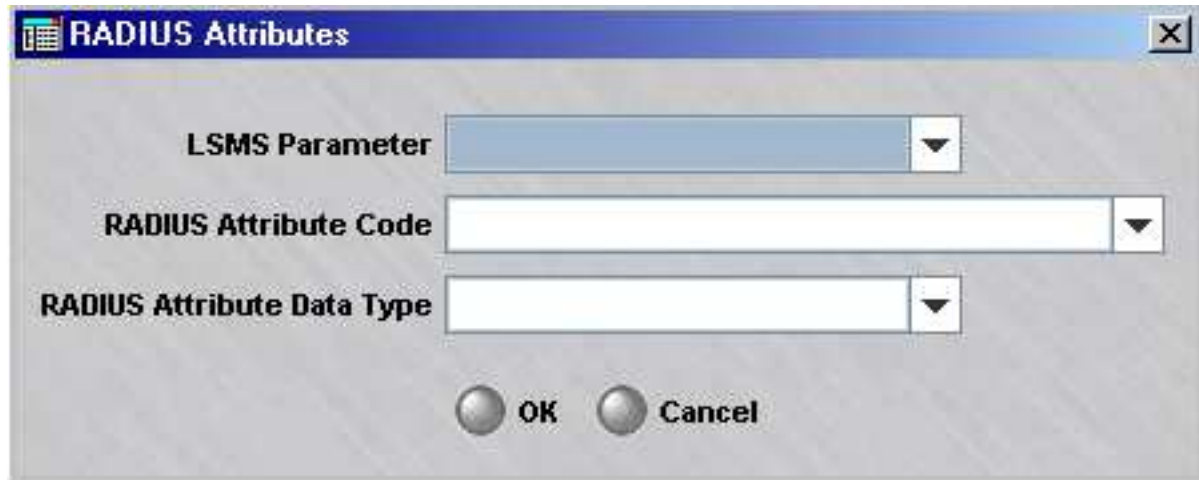 RADIUS Attributes
LSMS Parameter
RADIUS Attribute Code
RADIUS Attribute Data Type
OK Cancel